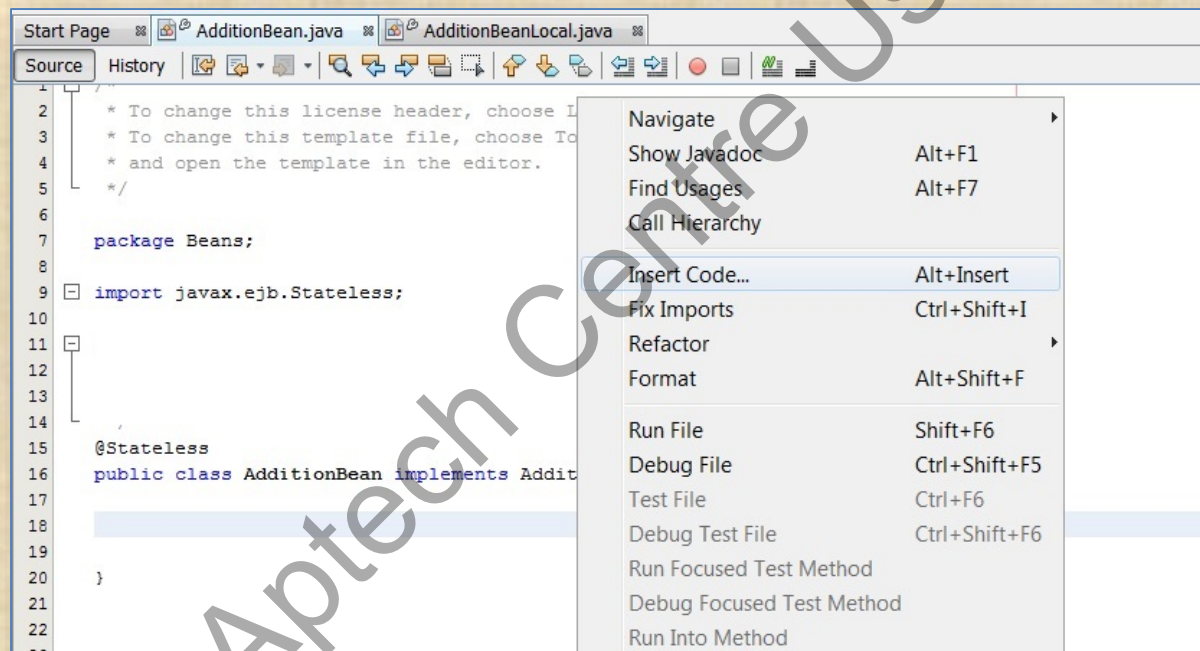 Start Page AdditionBean.java AdditionBeanLocal.java
Source History
1 /*
2 * To change this license header, choose L
3 * To change this template file, choose To
4 * and open the template in the editor.
5 */
6
7 package Beans;
8
9 import javax.ejb.Stateless;
10
11
12
13
14
15 @Stateless
16 public class AdditionBean implements Addit
17
18
19
20 }
21
22
Navigate
Show Javadoc Alt+F1
Find Usages Alt+F7
Call Hierarchy
Insert Code... Alt+Insert
Fix Imports Ctrl+Shift+I
Refactor
Format Alt+Shift+F
Run File Shift+F6
Debug File Ctrl+Shift+F5
Test File Ctrl+F6
Debug Test File Ctrl+Shift+F6
Run Focused Test Method
Debug Focused Test Method
Run Into Method
Aptech Centre